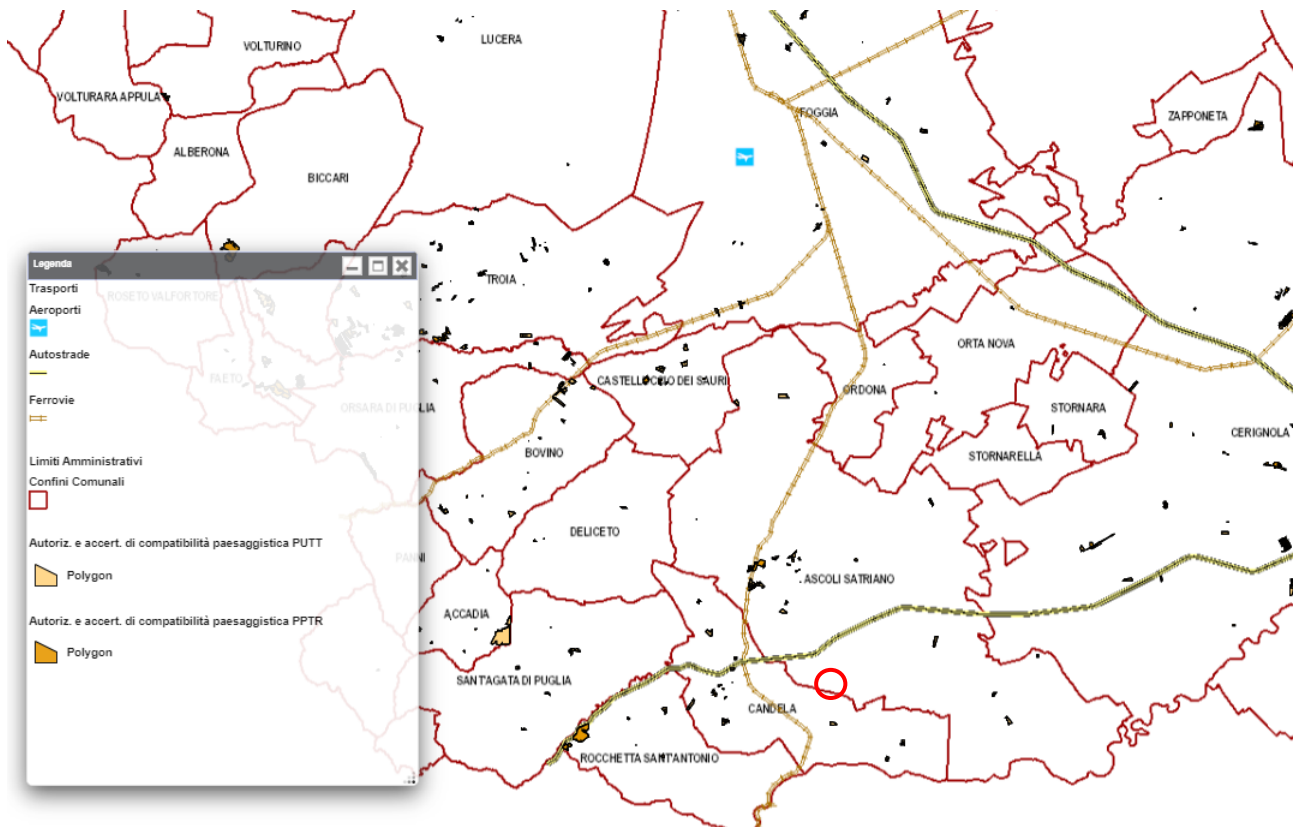 VOLTURINO
LUCERA
VOLTURARA APPULA
FOGGIA
ZAPPONETA
ALBERONA
BICCARI
TROIA
ORTA NOVA
CASTELLUCCIO DEI SAURI
ORDONA
STORNARA
CERIGNOLA
BOVINO
STORNARELLA
DELICETO
ASCOLI SATRIANO
ACCADIA
SANT'AGATA DI PUGLIA
CANDELA
ROCCHETTA SANT'ANTONIO
Legenda
Trasporti
ROSETO VALFORTORE
Aeroporti
Autostrade
FAETO
Ferrovie
ORSARA DI PUGLIA
Limiti Amministrativi
Confini Comunali
Autoriz. e accert. di compatibilità paesaggistica PUTT
PANNI
Polygon
Autoriz. e accert. di compatibilità paesaggistica PPTR
Polygon